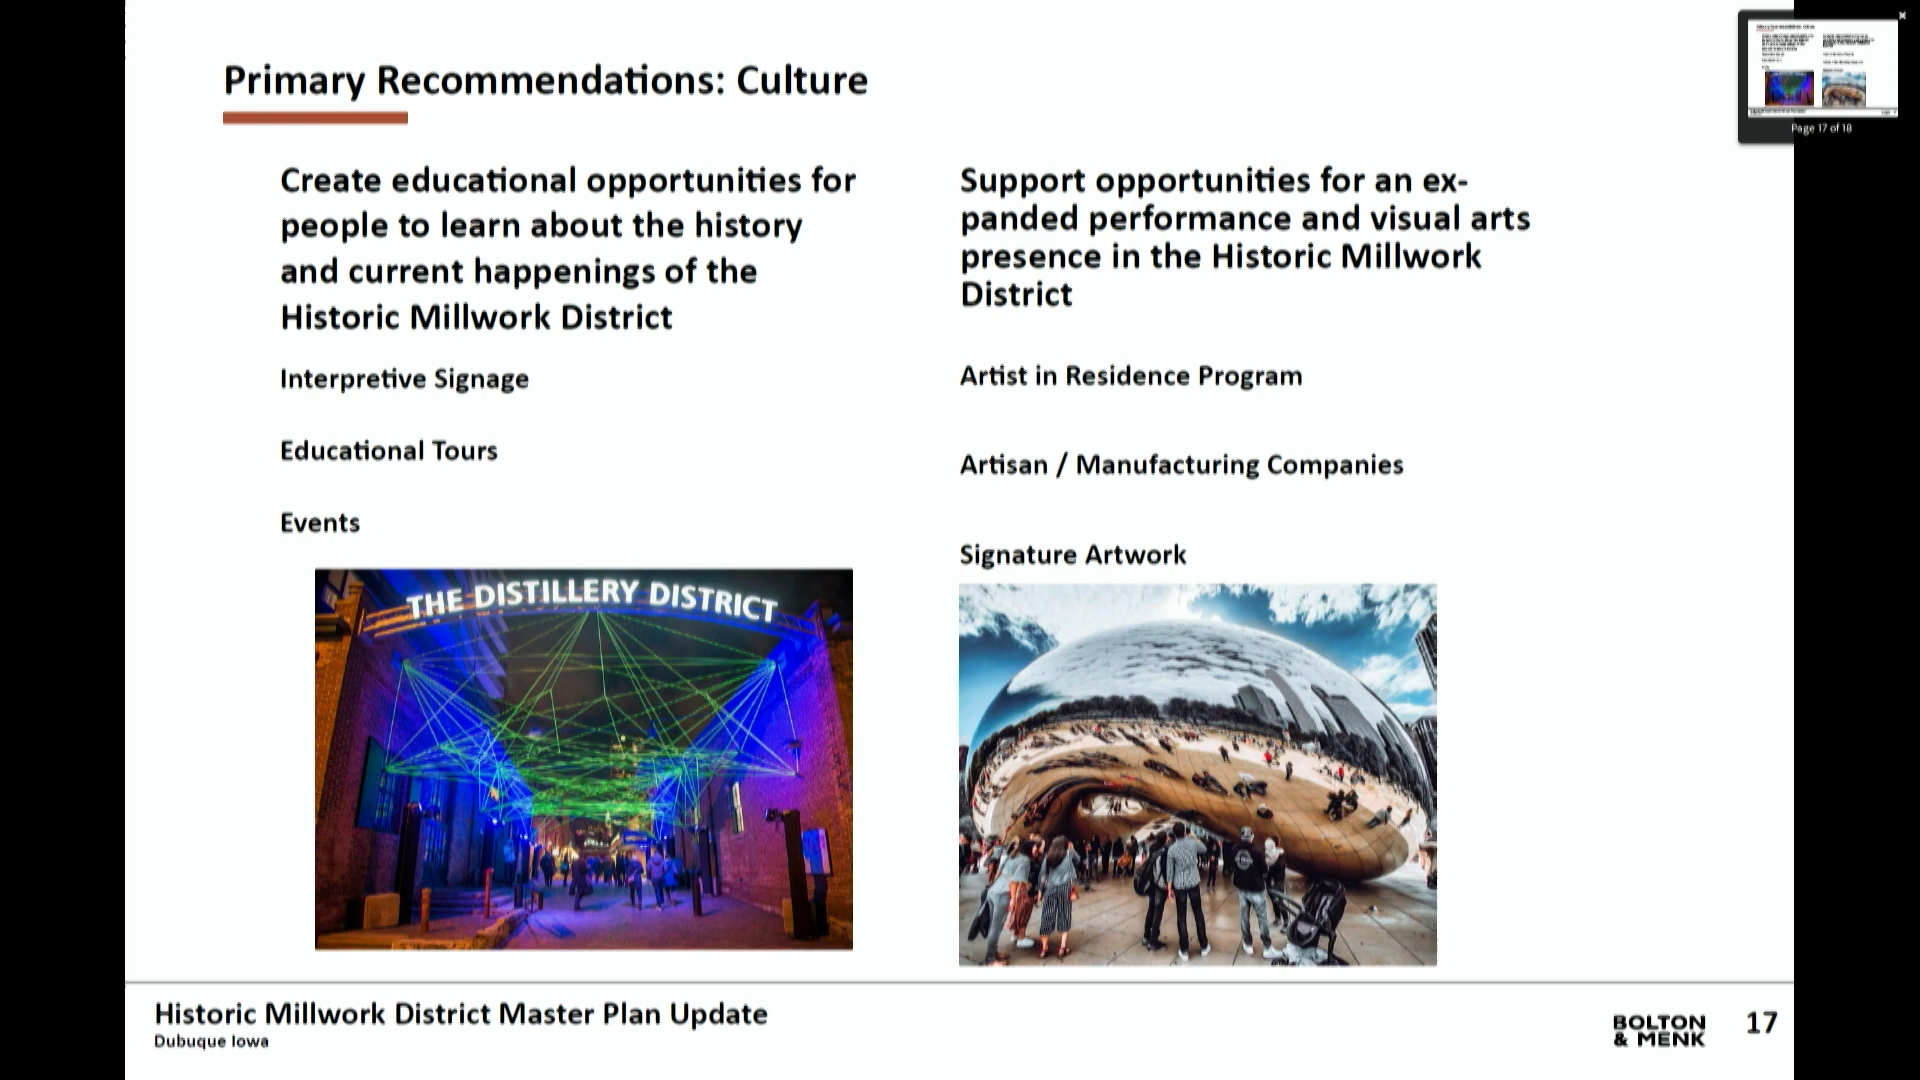 Primary Recommendations: Culture
Create educational opportunities for
people to learn about the history
and current happenings of the
Historic Millwork District
Interpretive Signage
Educational Tours
Events
THE DISTILLERY DISTRICT
Support opportunities for an ex-
panded performance and visual arts
presence in the Historic Millwork
District
Artist in Residence Program
Artisan / Manufacturing Companies
Signature Artwork
Historic Millwork District Master Plan Update
Dubuque Iowa
BOLTON
& MENK
17
Page 17 of 18